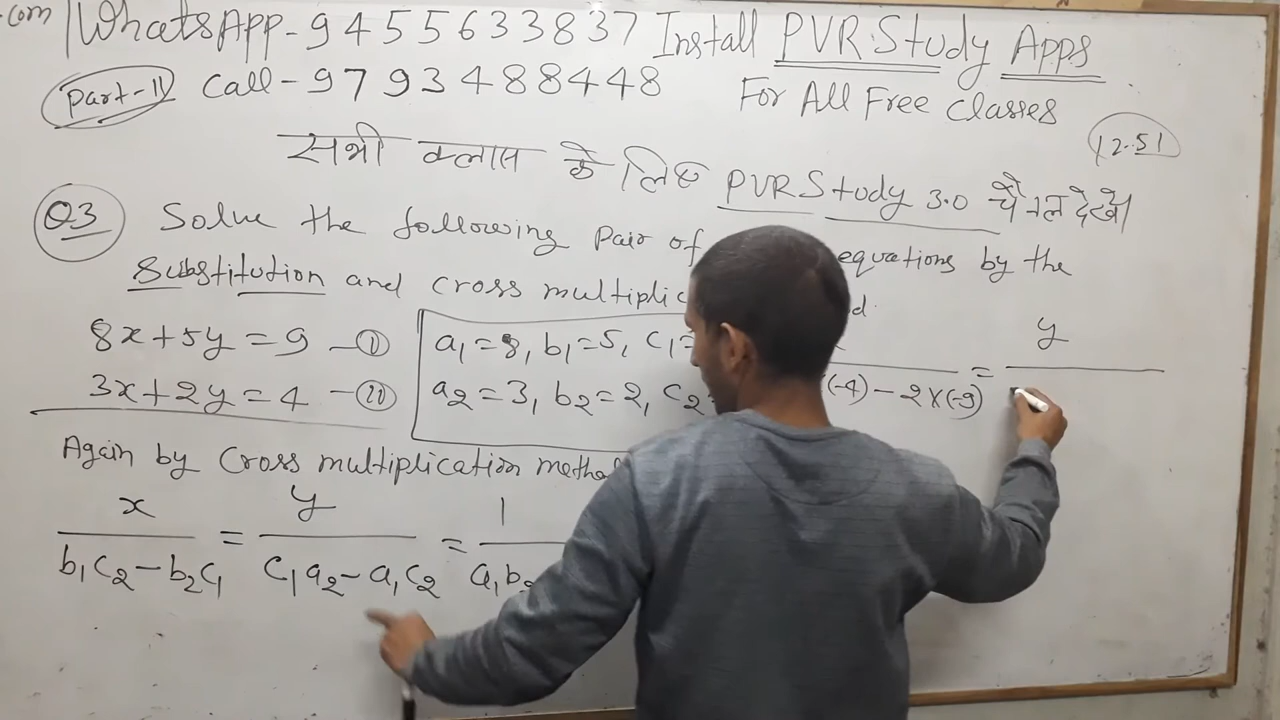 .com | WhatsApp - 9455633837 Install PVR Study Apps
Part-11 Call - 9793488448 For All Free Classes
12.51
सभी क्लास के लिए PVR Study 3.0 चैनल देखें।
Q3 Solve the following Pair of equations by the
Substitution and cross multiplic
8x+5y=9 —(I) a₁=8, b₁=5, c₁=
3x+2y=4 —(II) a₂=3, b₂=2, c₂
(-4)-2×(-9) = y
Again by Cross multiplication method
x/(b₁c₂-b₂c₁) = y/(c₁a₂-a₁c₂) = 1/a₁b₂